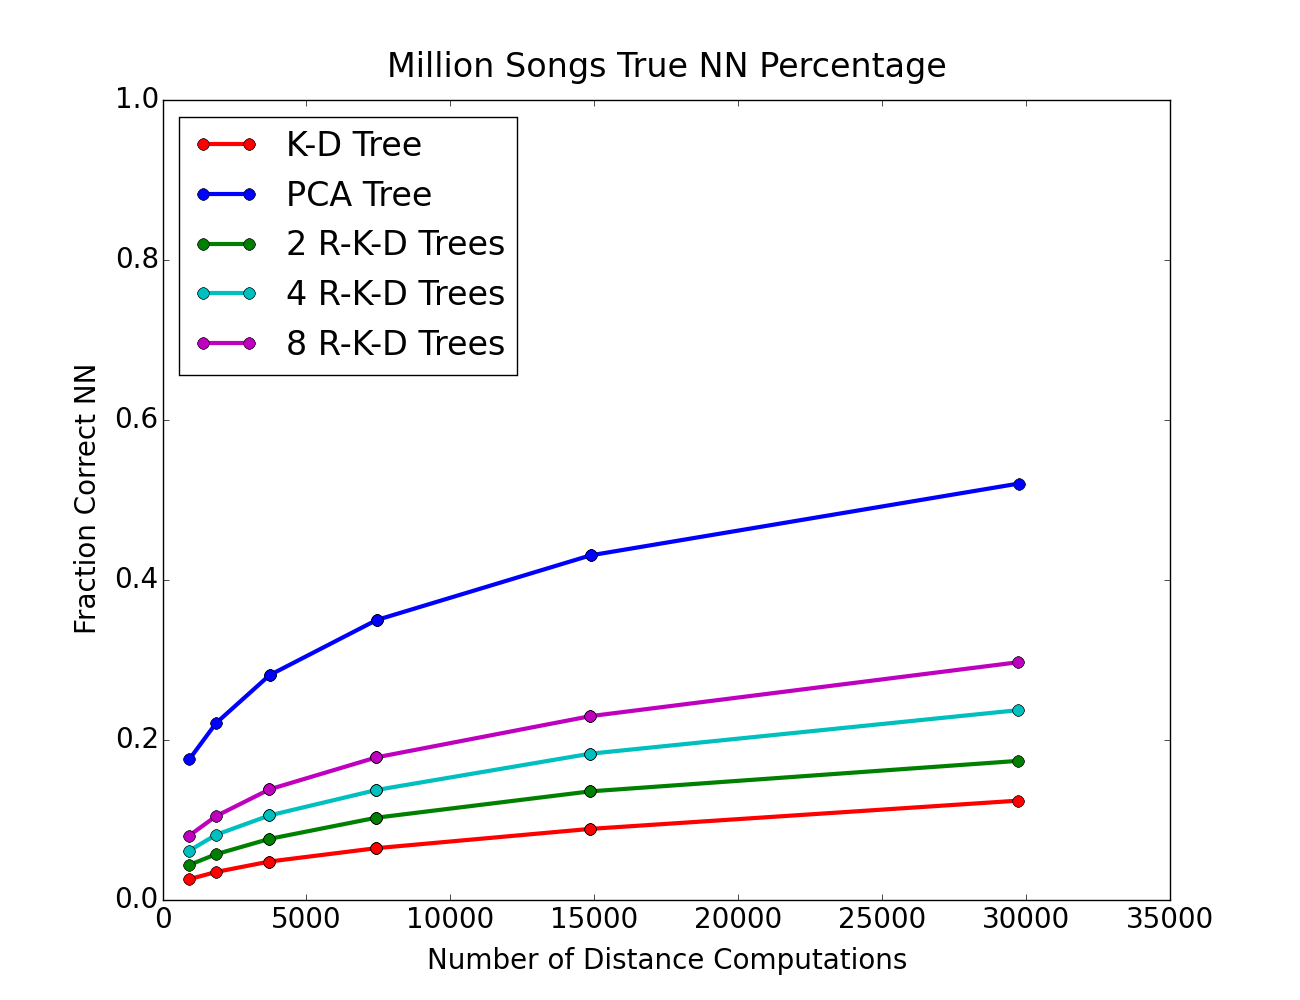 Million Songs True NN Percentage
1.0
0.8
0.6
0.4
0.2
0.0
Fraction Correct NN
K-D Tree
PCA Tree
2 R-K-D Trees
4 R-K-D Trees
8 R-K-D Trees
0 5000 10000 15000 20000 25000 30000 35000
Number of Distance Computations